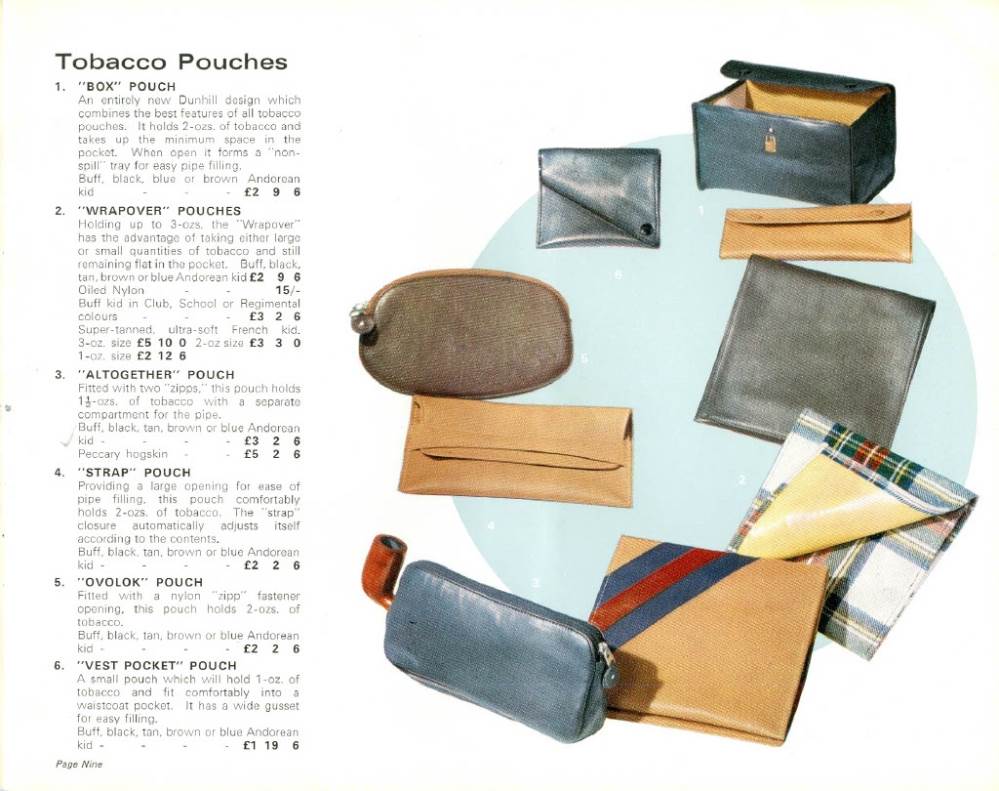 Tobacco Pouches
1. "BOX" POUCH
An entirely new Dunhill design which
combines the best features of all tobacco
pouches. It holds 2-ozs. of tobacco and
takes up the minimum space in the
pocket. When open it forms a "non-
spill" tray for easy pipe filling.
Buff, black, blue or brown Andorean
kid - - - £2 9 6
2. "WRAPOVER" POUCHES
Holding up to 3-ozs. the "Wrapover"
has the advantage of taking either large
or small quantities of tobacco and still
remaining flat in the pocket. Buff, black,
tan, brown or blue Andorean kid £2 9 6
Oiled Nylon - - 15/-
Buff kid in Club, School or Regimental
colours - - - £3 2 6
Super-tanned, ultra-soft French kid.
3-oz. size £5 10 0 2-oz size £3 3 0
1-oz. size £2 12 6
3. "ALTOGETHER" POUCH
Fitted with two "zipps," this pouch holds
1½-ozs. of tobacco with a separate
compartment for the pipe.
Buff, black, tan, brown or blue Andorean
kid - - - - £3 2 6
Peccary hogskin - - £5 2 6
4. "STRAP" POUCH
Providing a large opening for ease of
pipe filling, this pouch comfortably
holds 2-ozs. of tobacco. The "strap"
closure automatically adjusts itself
according to the contents.
Buff, black, tan, brown or blue Andorean
kid - - - - £2 2 6
5. "OVOLOK" POUCH
Fitted with a nylon "zipp" fastener
opening, this pouch holds 2-ozs. of
tobacco.
Buff, black, tan, brown or blue Andorean
kid - - - - £2 2 6
6. "VEST POCKET" POUCH
A small pouch which will hold 1-oz. of
tobacco and fit comfortably into a
waistcoat pocket. It has a wide gusset
for easy filling.
Buff, black, tan, brown or blue Andorean
kid - - - - £1 19 6
Page Nine
1
6
5
2
4
3